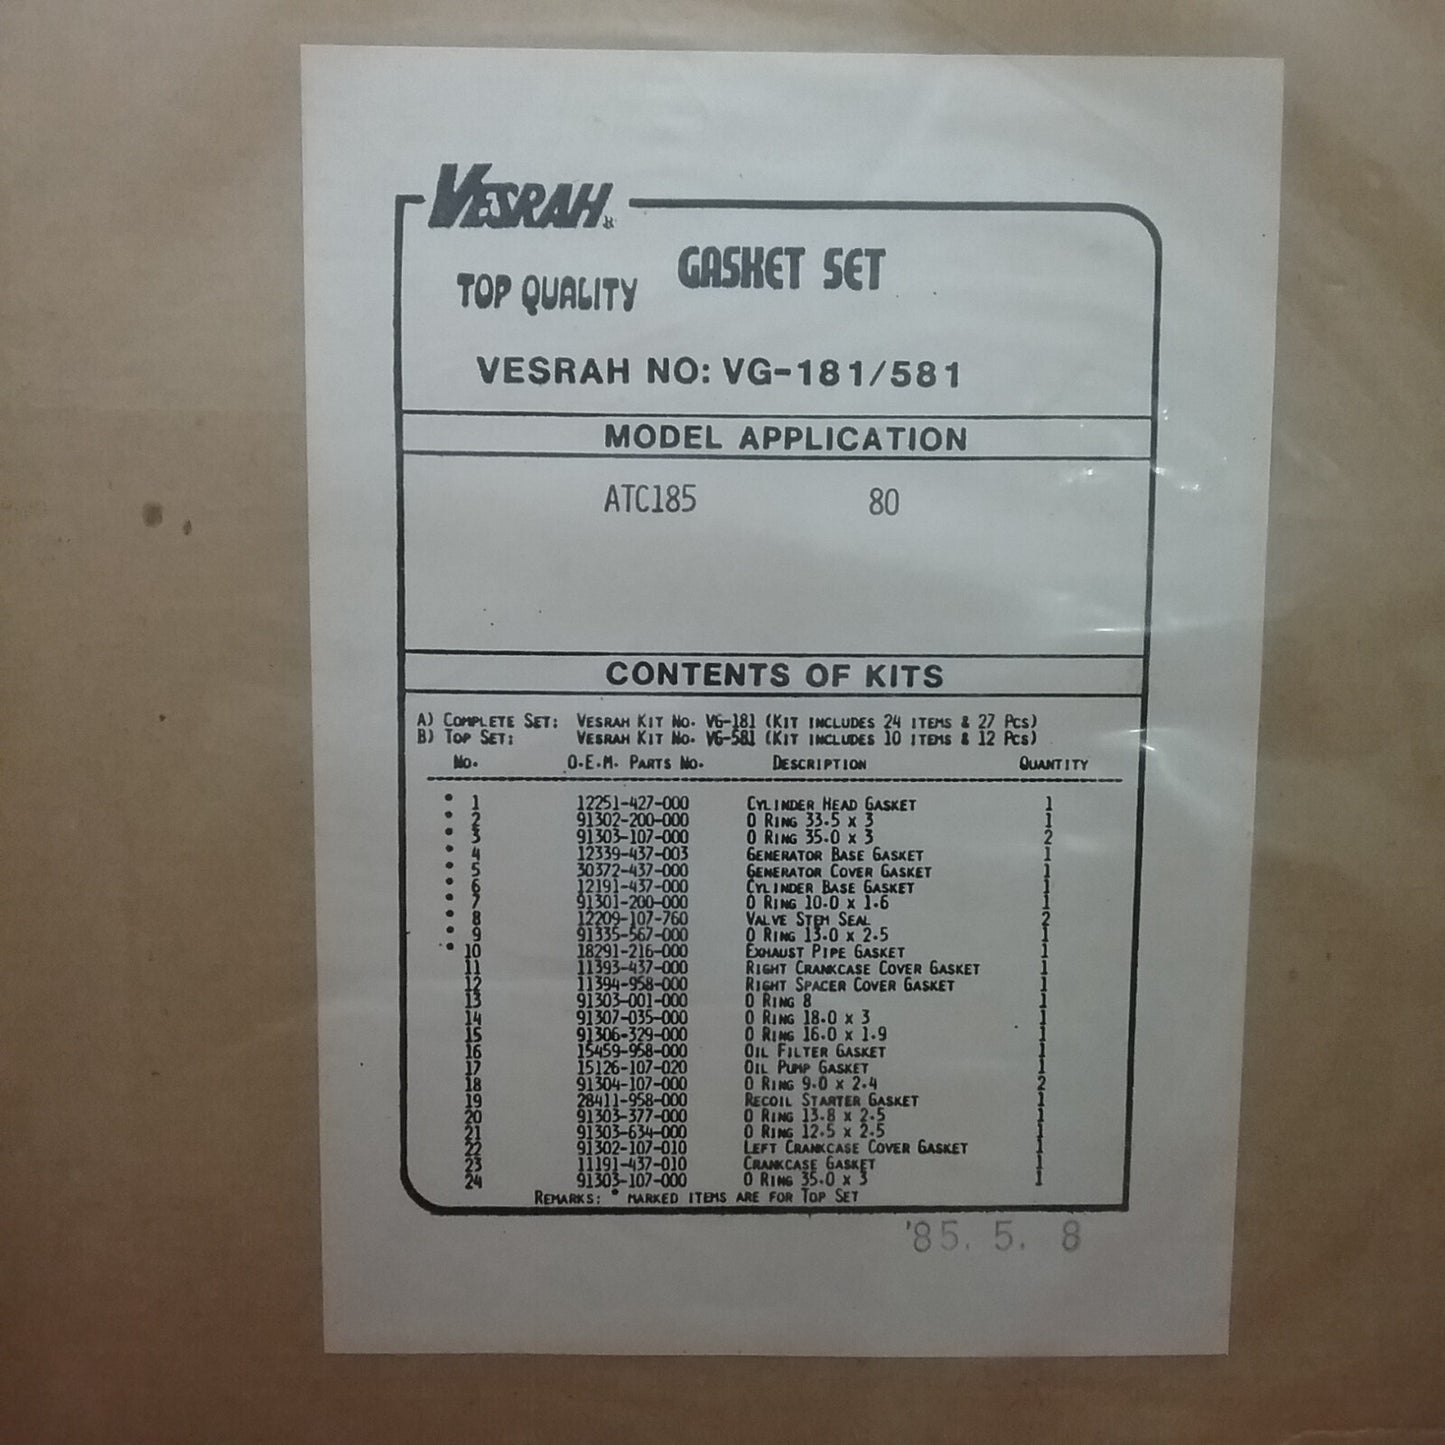 VESRAH
TOP QUALITY GASKET SET
VESRAH NO: VG-181/581
MODEL APPLICATION
ATC185 80
CONTENTS OF KITS
A) COMPLETE SET: VESRAH KIT NO. VG-181 (KIT INCLUDES 24 ITEMS & 27 PCS)
B) TOP SET: VESRAH KIT NO. VG-581 (KIT INCLUDES 10 ITEMS & 12 PCS)
NO. O.E.M. PARTS NO. DESCRIPTION QUANTITY
• 1 12251-427-000 CYLINDER HEAD GASKET 1
• 2 91302-200-000 O RING 33.5 x 3 1
• 3 91303-107-000 O RING 35.0 x 3 2
• 4 12339-437-003 GENERATOR BASE GASKET 1
• 5 30372-437-000 GENERATOR COVER GASKET 1
• 6 12191-437-000 CYLINDER BASE GASKET 1
• 7 91301-200-000 O RING 10.0 x 1.6 1
• 8 12209-107-760 VALVE STEM SEAL 2
• 9 91335-567-000 O RING 13.0 x 2.5 1
• 10 18291-216-000 EXHAUST PIPE GASKET 1
11 11393-437-000 RIGHT CRANKCASE COVER GASKET 1
12 11394-958-000 RIGHT SPACER COVER GASKET 1
13 91303-001-000 O RING 8 1
14 91307-035-000 O RING 18.0 x 3 1
15 91306-329-000 O RING 16.0 x 1.9 1
16 15459-958-000 OIL FILTER GASKET 1
17 15126-107-020 OIL PUMP GASKET 1
18 91304-107-000 O RING 9.0 x 2.4 2
19 28411-958-000 RECOIL STARTER GASKET 1
20 91303-377-000 O RING 13.8 x 2.5 1
21 91303-634-000 O RING 12.5 x 2.5 1
22 91302-107-010 LEFT CRANKCASE COVER GASKET 1
23 11191-437-010 CRANKCASE GASKET 1
24 91303-107-000 O RING 35.0 x 3 1
REMARKS: • MARKED ITEMS ARE FOR TOP SET
'85. 5. 8